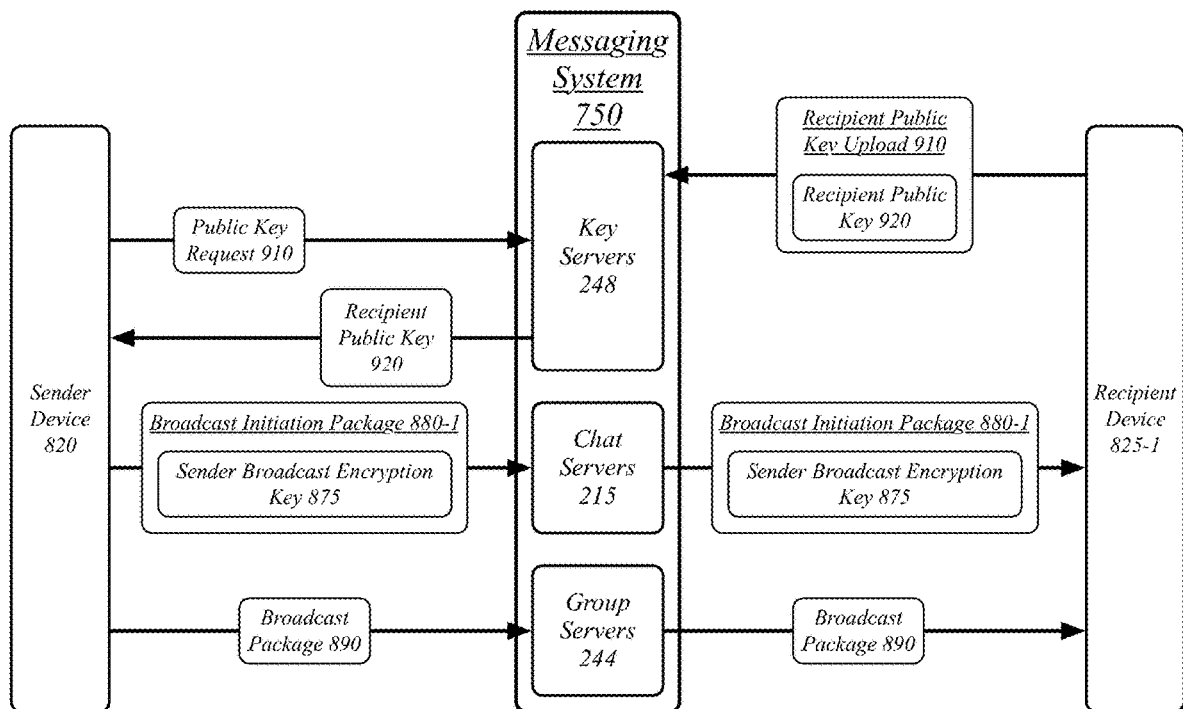 Messaging
System
750
Recipient Public
Key Upload 910
Recipient Public
Key 920
Public Key
Request 910
Key
Servers
248
Recipient
Public Key
920
Sender
Device
820
Broadcast Initiation Package 880-1
Sender Broadcast Encryption
Key 875
Chat
Servers
215
Broadcast Initiation Package 880-1
Sender Broadcast Encryption
Key 875
Recipient
Device
825-1
Broadcast
Package 890
Group
Servers
244
Broadcast
Package 890